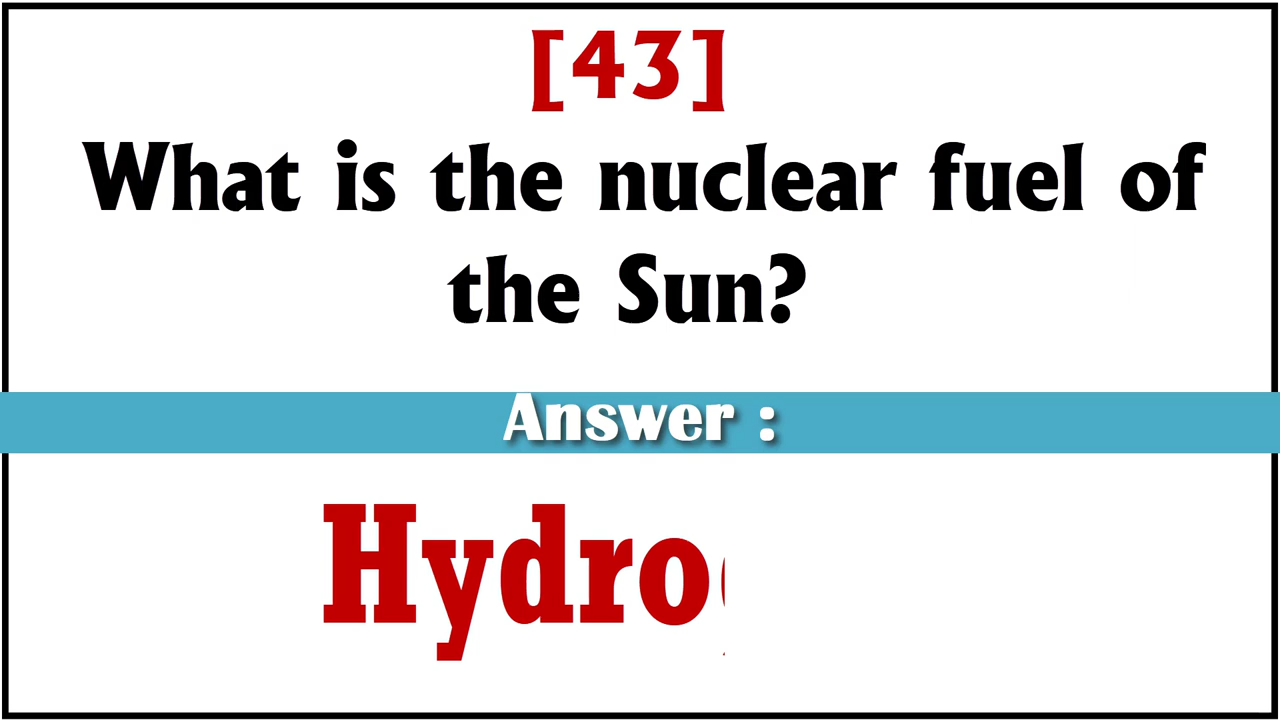 [43]
What is the nuclear fuel of
the Sun?
Answer :
Hydro